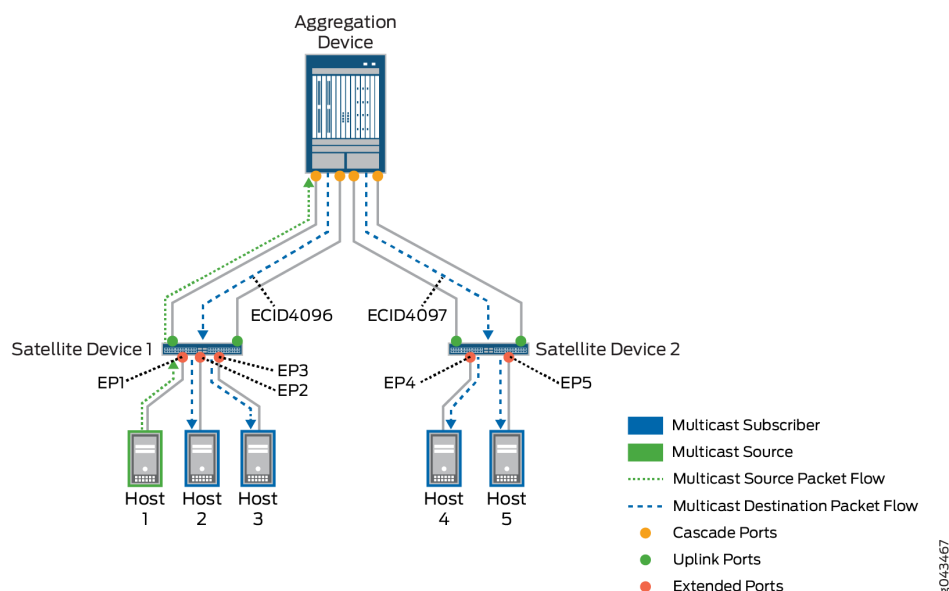 Aggregation
Device
ECID4096
ECID4097
Satellite Device 1
Satellite Device 2
EP1
EP3
EP2
EP4
EP5
Host
1
Host
2
Host
3
Host
4
Host
5
Multicast Subscriber
Multicast Source
Multicast Source Packet Flow
Multicast Destination Packet Flow
Cascade Ports
Uplink Ports
Extended Ports
g043467